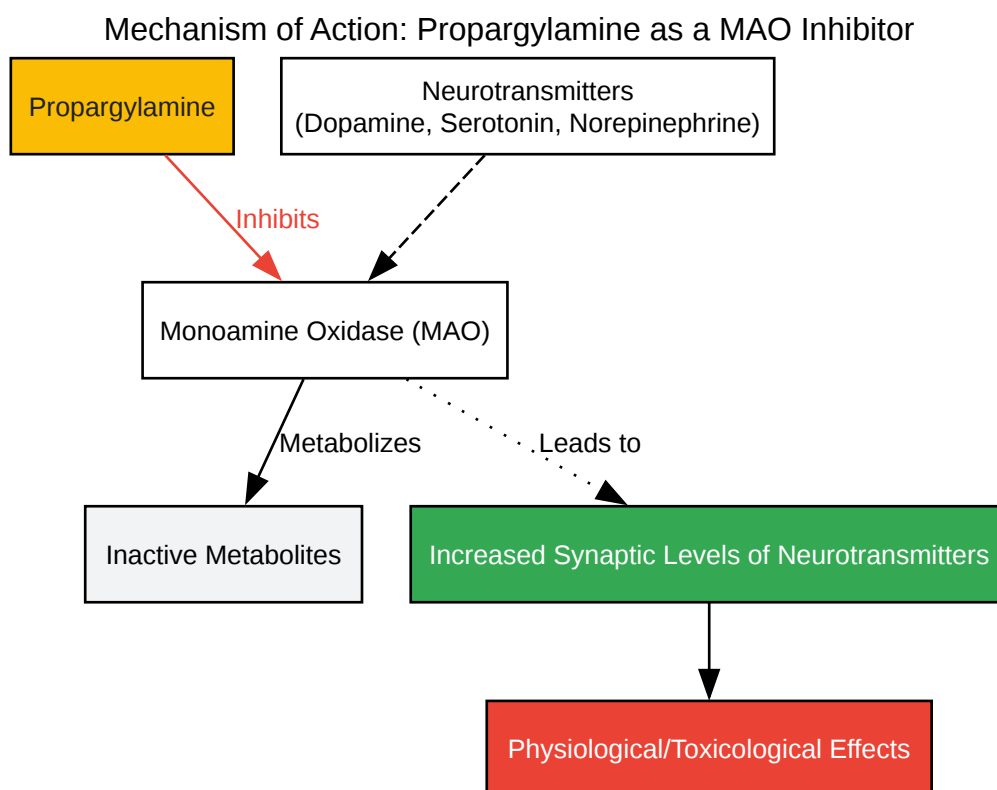 Mechanism of Action: Propargylamine as a MAO Inhibitor
Propargylamine
Neurotransmitters
(Dopamine, Serotonin, Norepinephrine)
Inhibits
Monoamine Oxidase (MAO)
Metabolizes
Leads to
Inactive Metabolites
Increased Synaptic Levels of Neurotransmitters
Physiological/Toxicological Effects